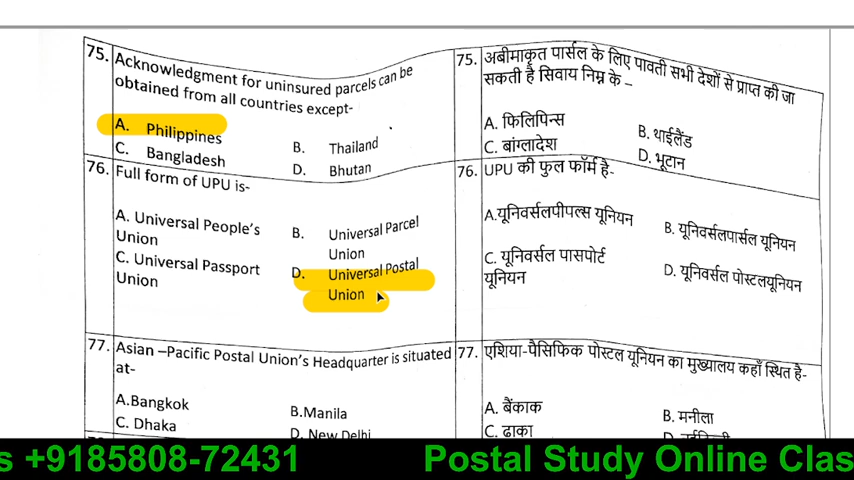 75. Acknowledgment for uninsured parcels can be
obtained from all countries except-
A. Philippines
B. Thailand
C. Bangladesh
D. Bhutan
76. Full form of UPU is-
A. Universal People's
Union
B. Universal Parcel
Union
C. Universal Passport
Union
D. Universal Postal
Union
77. Asian –Pacific Postal Union's Headquarter is situated
at-
A.Bangkok
B.Manila
C. Dhaka
D. New Delhi
75. अबीमाकृत पार्सल के लिए पावती सभी देशों से प्राप्त की जा
सकती है सिवाय निम्न के –
A. फिलिपिन्स
B. थाईलैंड
C. बांग्लादेश
D. भूटान
76. UPU की फुल फॉर्म है-
A.यूनिवर्सलपीपल्स यूनियन
B. यूनिवर्सलपार्सल यूनियन
C. यूनिवर्सल पासपोर्ट
यूनियन
D. यूनिवर्सल पोस्टलयूनियन
77. एशिया-पैसिफिक पोस्टल यूनियन का मुख्यालय कहाँ स्थित है-
A. बैंकाक
B. मनीला
C. ढाका
s +9185808-72431 Postal Study Online Clas